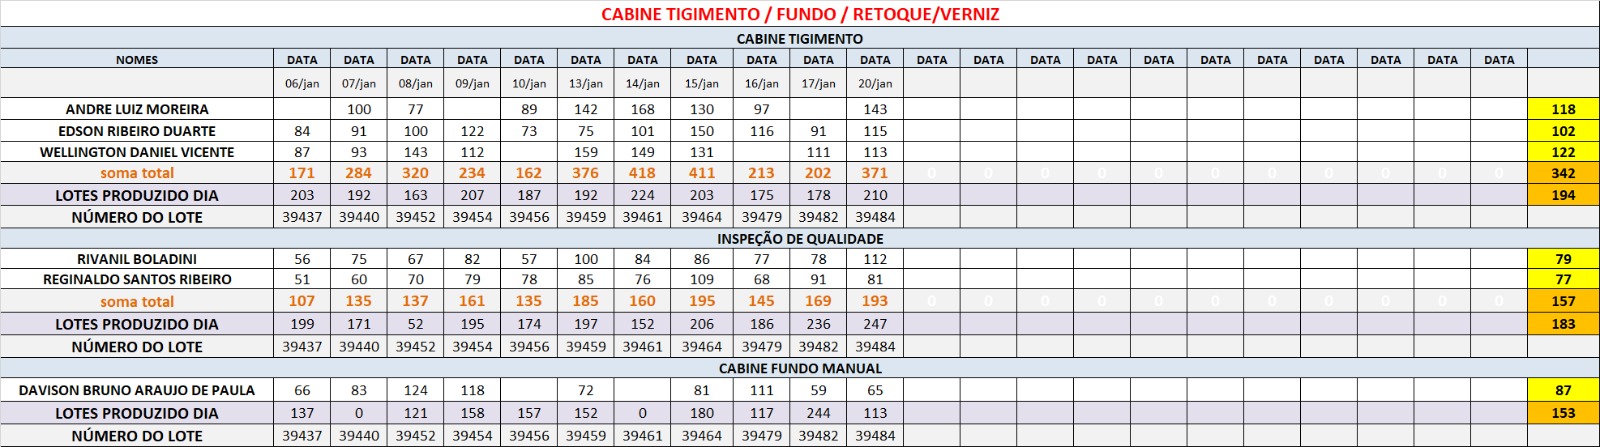 CABINE TIGIMENTO / FUNDO / RETOQUE/VERNIZ
CABINE TIGIMENTO
NOMES DATA DATA DATA DATA DATA DATA DATA DATA DATA DATA DATA DATA DATA DATA DATA DATA DATA DATA DATA DATA DATA DATA
06/jan 07/jan 08/jan 09/jan 10/jan 13/jan 14/jan 15/jan 16/jan 17/jan 20/jan
ANDRE LUIZ MOREIRA 100 77 89 142 168 130 97 143 118
EDSON RIBEIRO DUARTE 84 91 100 122 73 75 101 150 116 91 115 102
WELLINGTON DANIEL VICENTE 87 93 143 112 159 149 131 111 113 122
soma total 171 284 320 234 162 376 418 411 213 202 371 0 0 0 0 0 0 0 0 0 0 0 342
LOTES PRODUZIDO DIA 203 192 163 207 187 192 224 203 175 178 210 194
NÚMERO DO LOTE 39437 39440 39452 39454 39456 39459 39461 39464 39479 39482 39484
INSPEÇÃO DE QUALIDADE
RIVANIL BOLADINI 56 75 67 82 57 100 84 86 77 78 112 79
REGINALDO SANTOS RIBEIRO 51 60 70 79 78 85 76 109 68 91 81 77
soma total 107 135 137 161 135 185 160 195 145 169 193 0 0 0 0 0 0 0 0 0 0 0 157
LOTES PRODUZIDO DIA 199 171 52 195 174 197 152 206 186 236 247 183
NÚMERO DO LOTE 39437 39440 39452 39454 39456 39459 39461 39464 39479 39482 39484
CABINE FUNDO MANUAL
DAVISON BRUNO ARAUJO DE PAULA 66 83 124 118 72 81 111 59 65 87
LOTES PRODUZIDO DIA 137 0 121 158 157 152 0 180 117 244 113 153
NÚMERO DO LOTE 39437 39440 39452 39454 39456 39459 39461 39464 39479 39482 39484